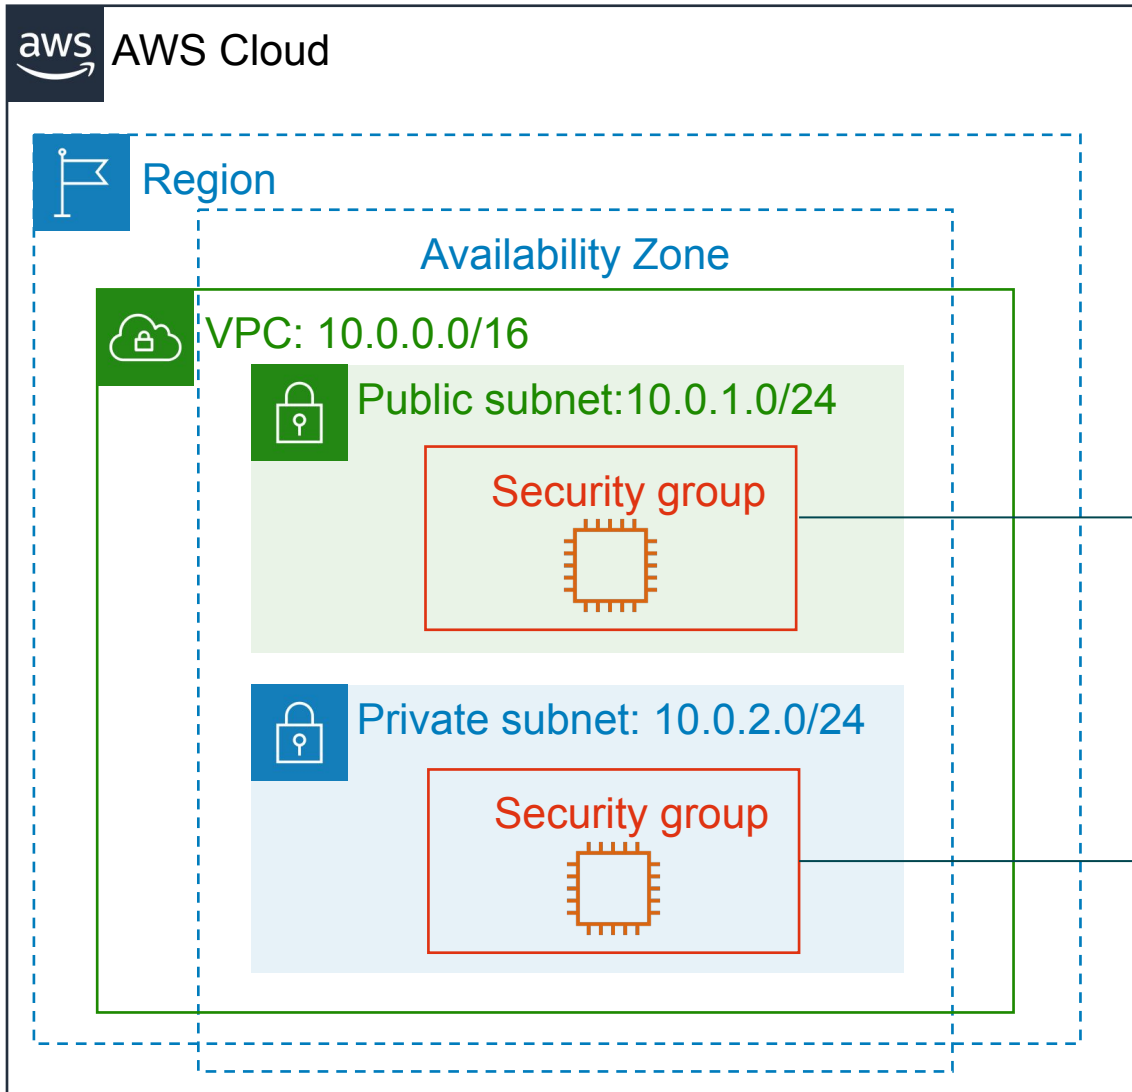 aws AWS Cloud
Region
Availability Zone
VPC: 10.0.0.0/16
Public subnet:10.0.1.0/24
Security group
Private subnet: 10.0.2.0/24
Security group